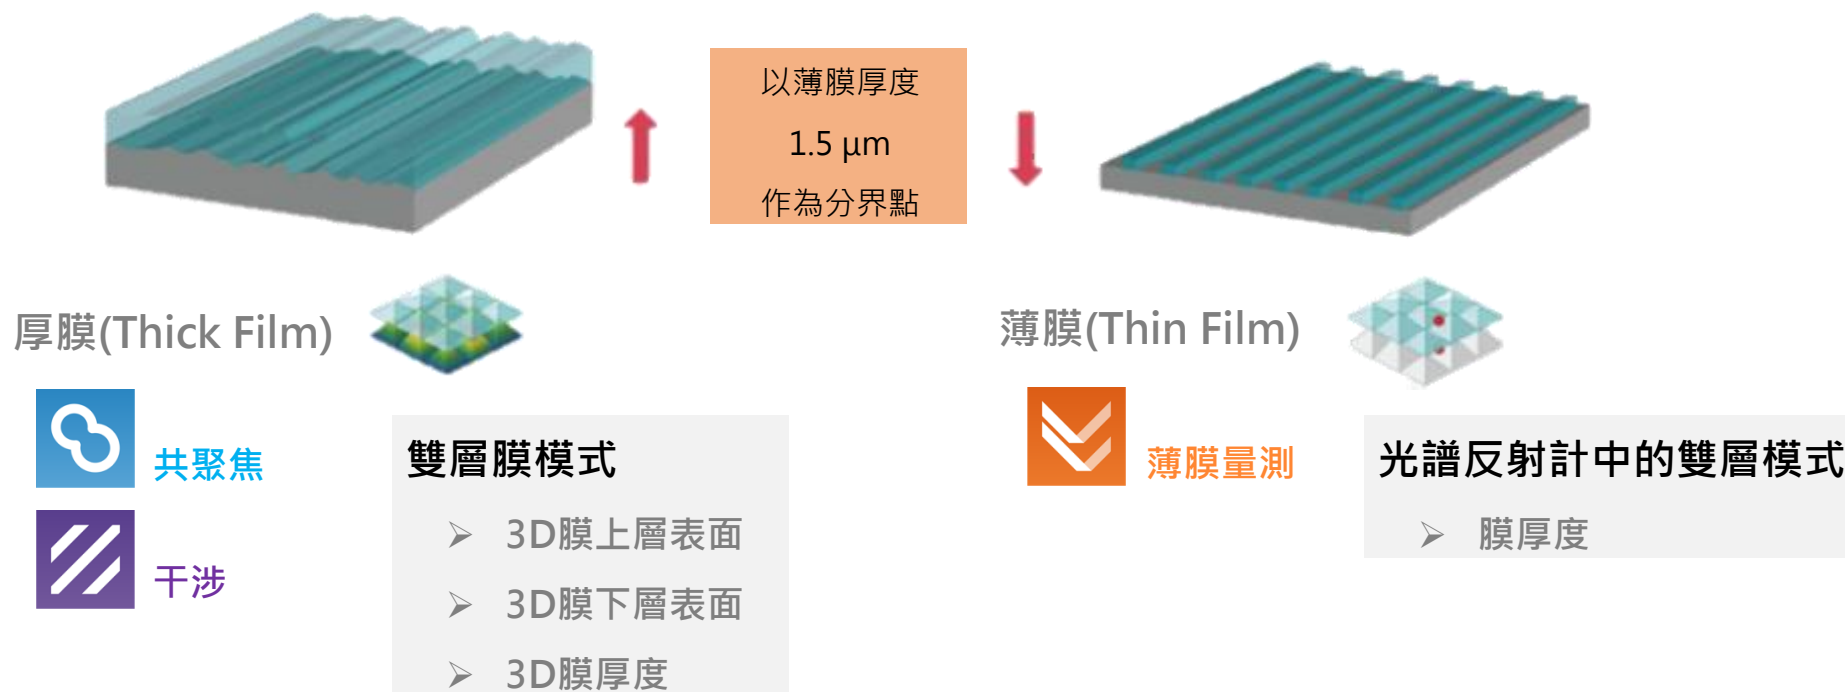 以薄膜厚度
1.5 μm
作為分界點
厚膜(Thick Film)
共聚焦
干涉
雙層膜模式
➢ 3D膜上層表面
➢ 3D膜下層表面
➢ 3D膜厚度
薄膜(Thin Film)
薄膜量測
光譜反射計中的雙層模式
➢ 膜厚度